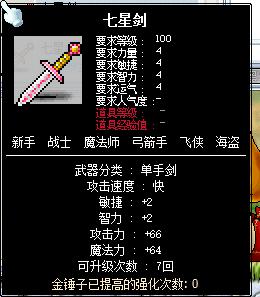 七星剑
要求等级： 100
要求力量： 4
要求敏捷： 4
要求智力： 4
要求运气： 4
要求人气度： -
道具等级： -
道具经验值： -
新手 战士 魔法师 弓箭手 飞侠 海盗
武器分类 : 单手剑
攻击速度 : 快
敏捷 : +2
智力 : +2
攻击力 : +66
魔法力 : +64
可升级次数 : 7回
金锤子已提高的强化次数: 0